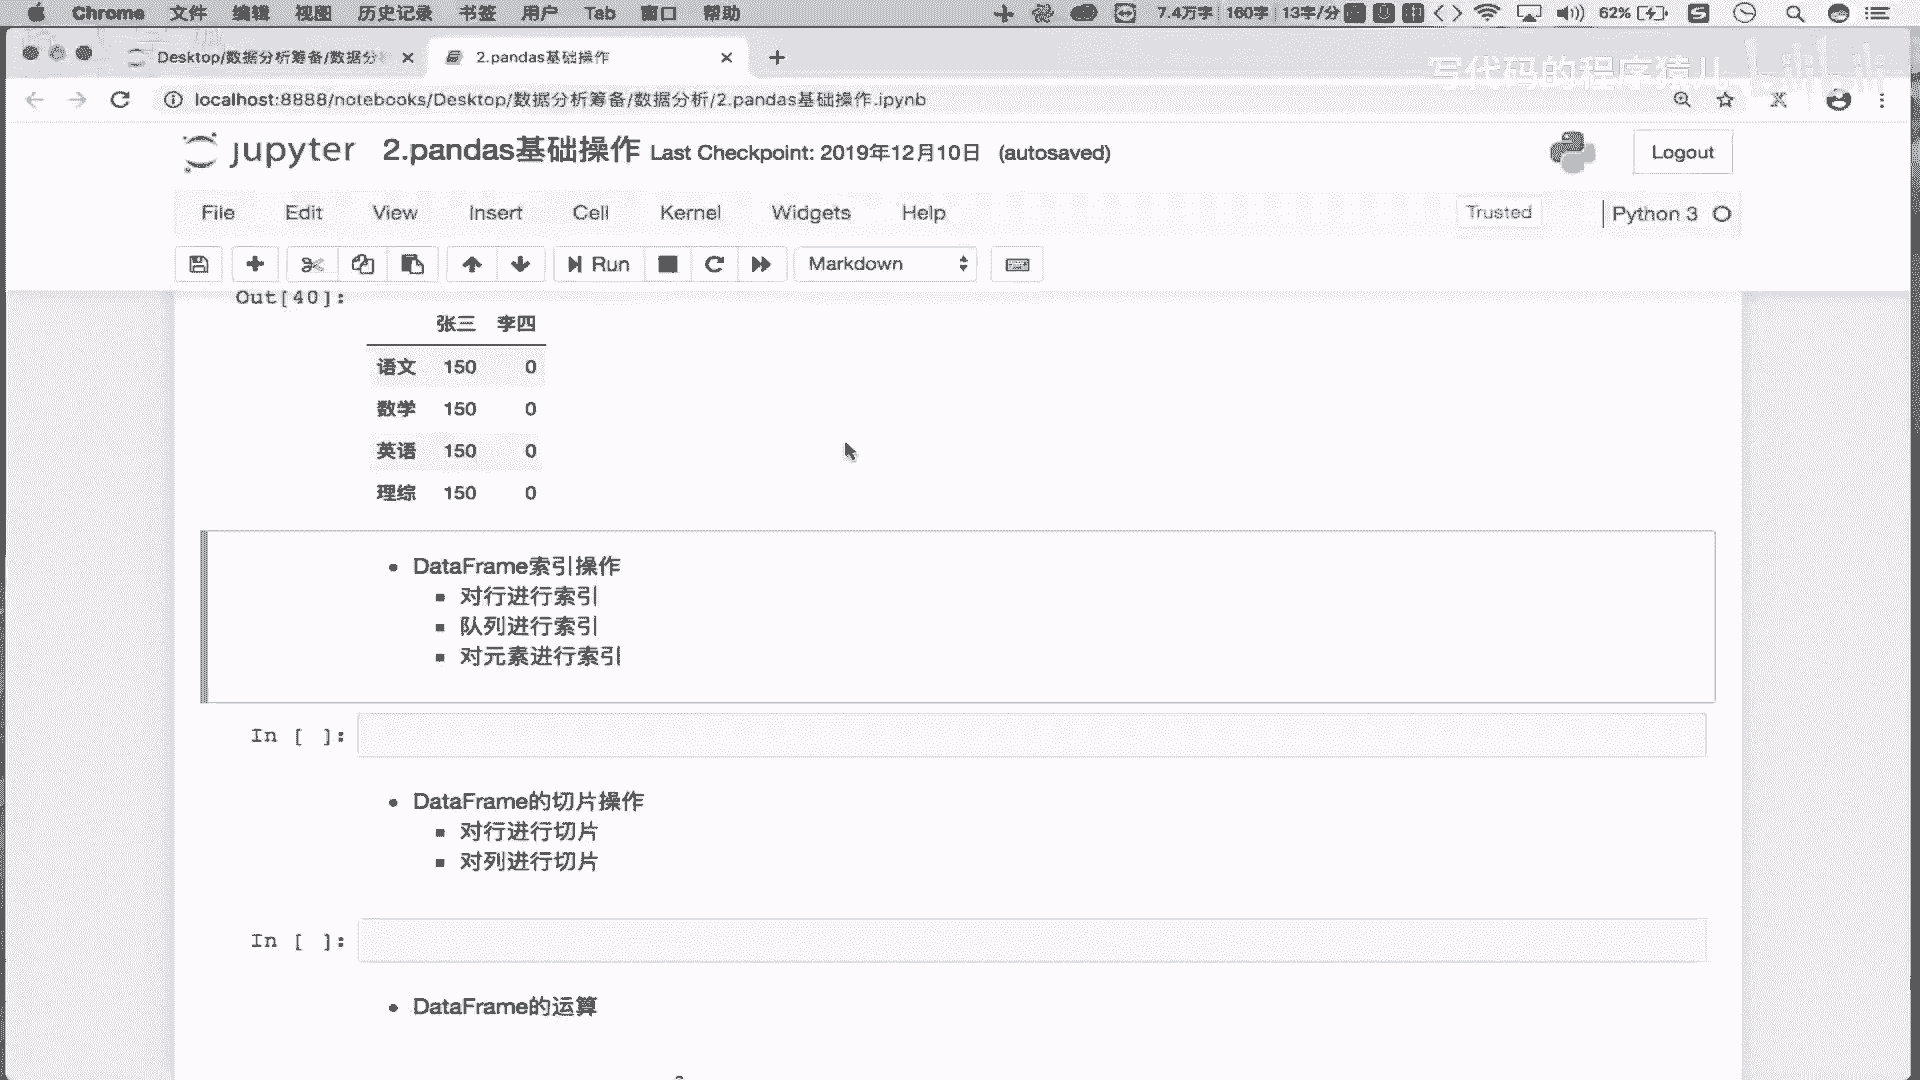 Chrome 文件 编辑 视图 历史记录 书签 用户 Tab 窗口 帮助 7.4万字 160字 13字/分 62%
Desktop/数据分析筹备/数据分 2.pandas基础操作
写代码的程序猿儿 bilibili
localhost:8888/notebooks/Desktop/数据分析筹备/数据分析/2.pandas基础操作.ipynb
jupyter 2.pandas基础操作 Last Checkpoint: 2019年12月10日 (autosaved) Logout
File Edit View Insert Cell Kernel Widgets Help Trusted Python 3
Run Markdown
Out[40]:
张三 李四
语文 150 0
数学 150 0
英语 150 0
理综 150 0
DataFrame索引操作
对行进行索引
队列进行索引
对元素进行索引
In [ ]:
DataFrame的切片操作
对行进行切片
对列进行切片
In [ ]:
DataFrame的运算